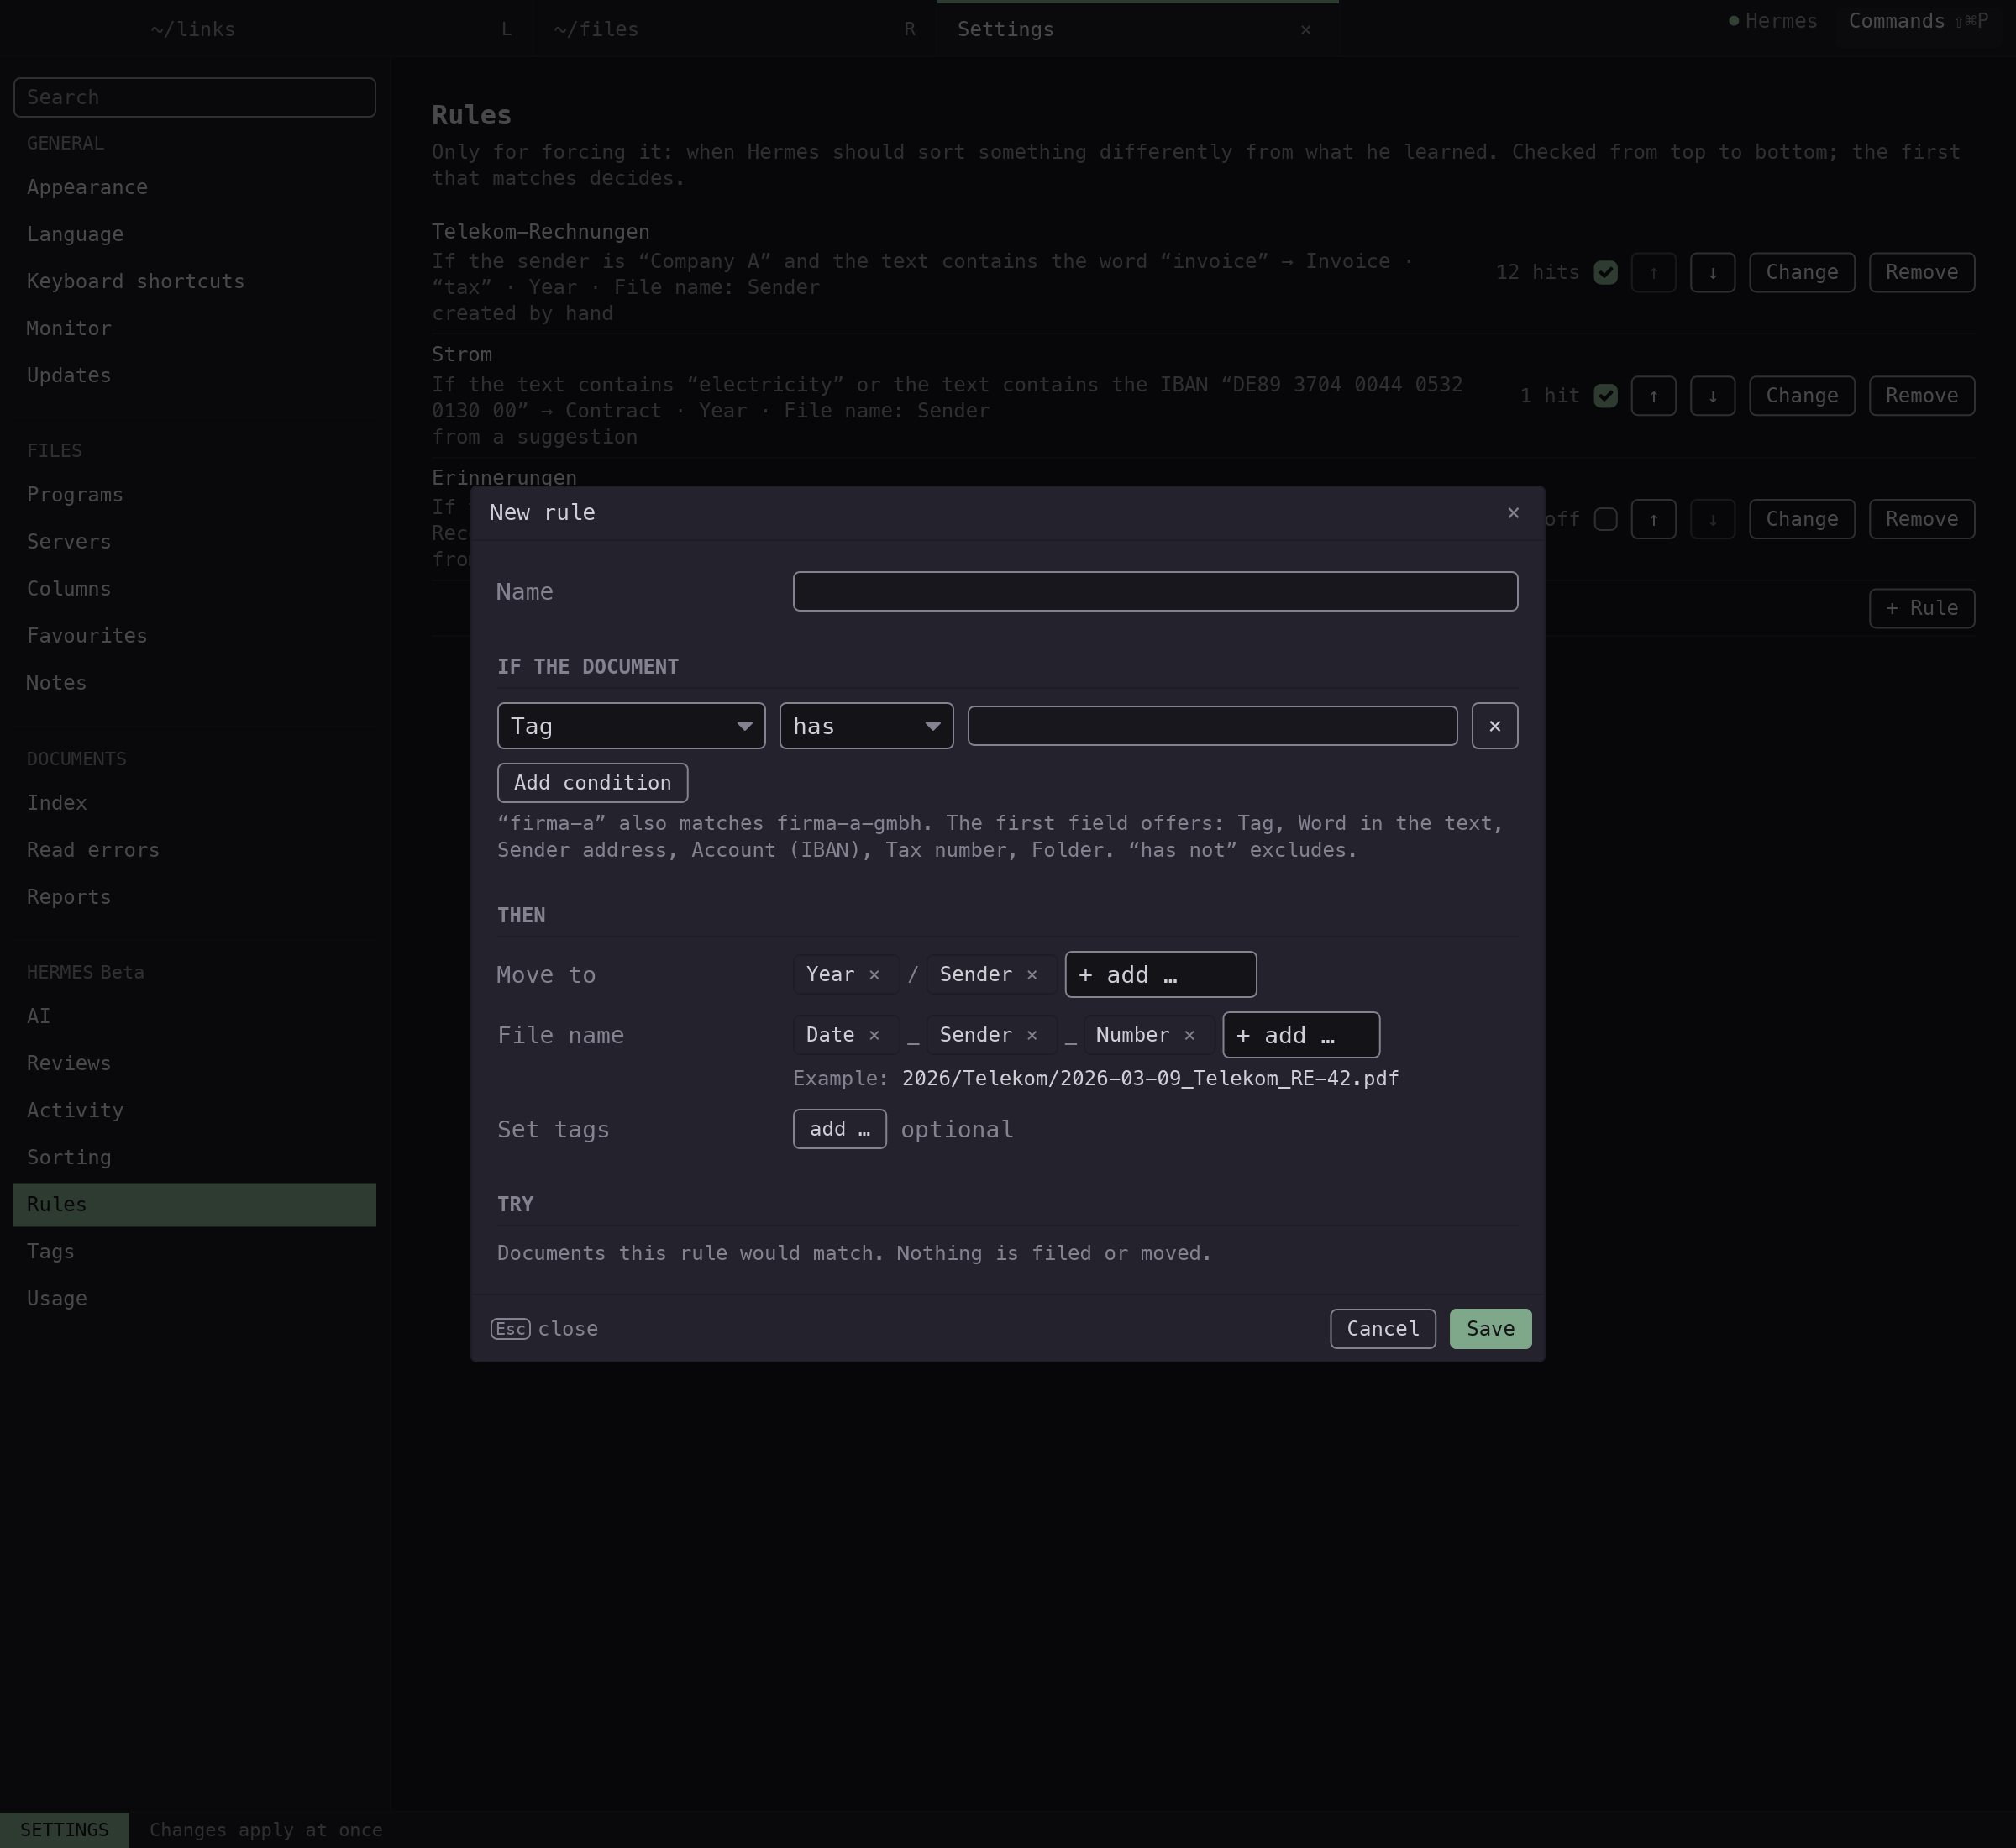 ~/links L ~/files R Settings × Hermes Commands ⇧⌘P
Search
GENERAL
Appearance
Language
Keyboard shortcuts
Monitor
Updates
FILES
Programs
Servers
Columns
Favourites
Notes
DOCUMENTS
Index
Read errors
Reports
HERMES Beta
AI
Reviews
Activity
Sorting
Rules
Tags
Usage
Rules
Only for forcing it: when Hermes should sort something differently from what he learned. Checked from top to bottom; the first
that matches decides.
Telekom-Rechnungen
If the sender is “Company A” and the text contains the word “invoice” → Invoice ·
“tax” · Year · File name: Sender
created by hand
12 hits ↑ ↓ Change Remove
Strom
If the text contains “electricity” or the text contains the IBAN “DE89 3704 0044 0532
0130 00” → Contract · Year · File name: Sender
from a suggestion
1 hit ↑ ↓ Change Remove
Erinnerungen
If
off ↑ ↓ Change Remove
+ Rule
New rule ×
Name
IF THE DOCUMENT
Tag has ×
Add condition
“firma-a” also matches firma-a-gmbh. The first field offers: Tag, Word in the text,
Sender address, Account (IBAN), Tax number, Folder. “has not” excludes.
THEN
Move to Year × / Sender × + add …
File name Date × _ Sender × _ Number × + add …
Example: 2026/Telekom/2026-03-09_Telekom_RE-42.pdf
Set tags add … optional
TRY
Documents this rule would match. Nothing is filed or moved.
Esc close Cancel Save
SETTINGS Changes apply at once